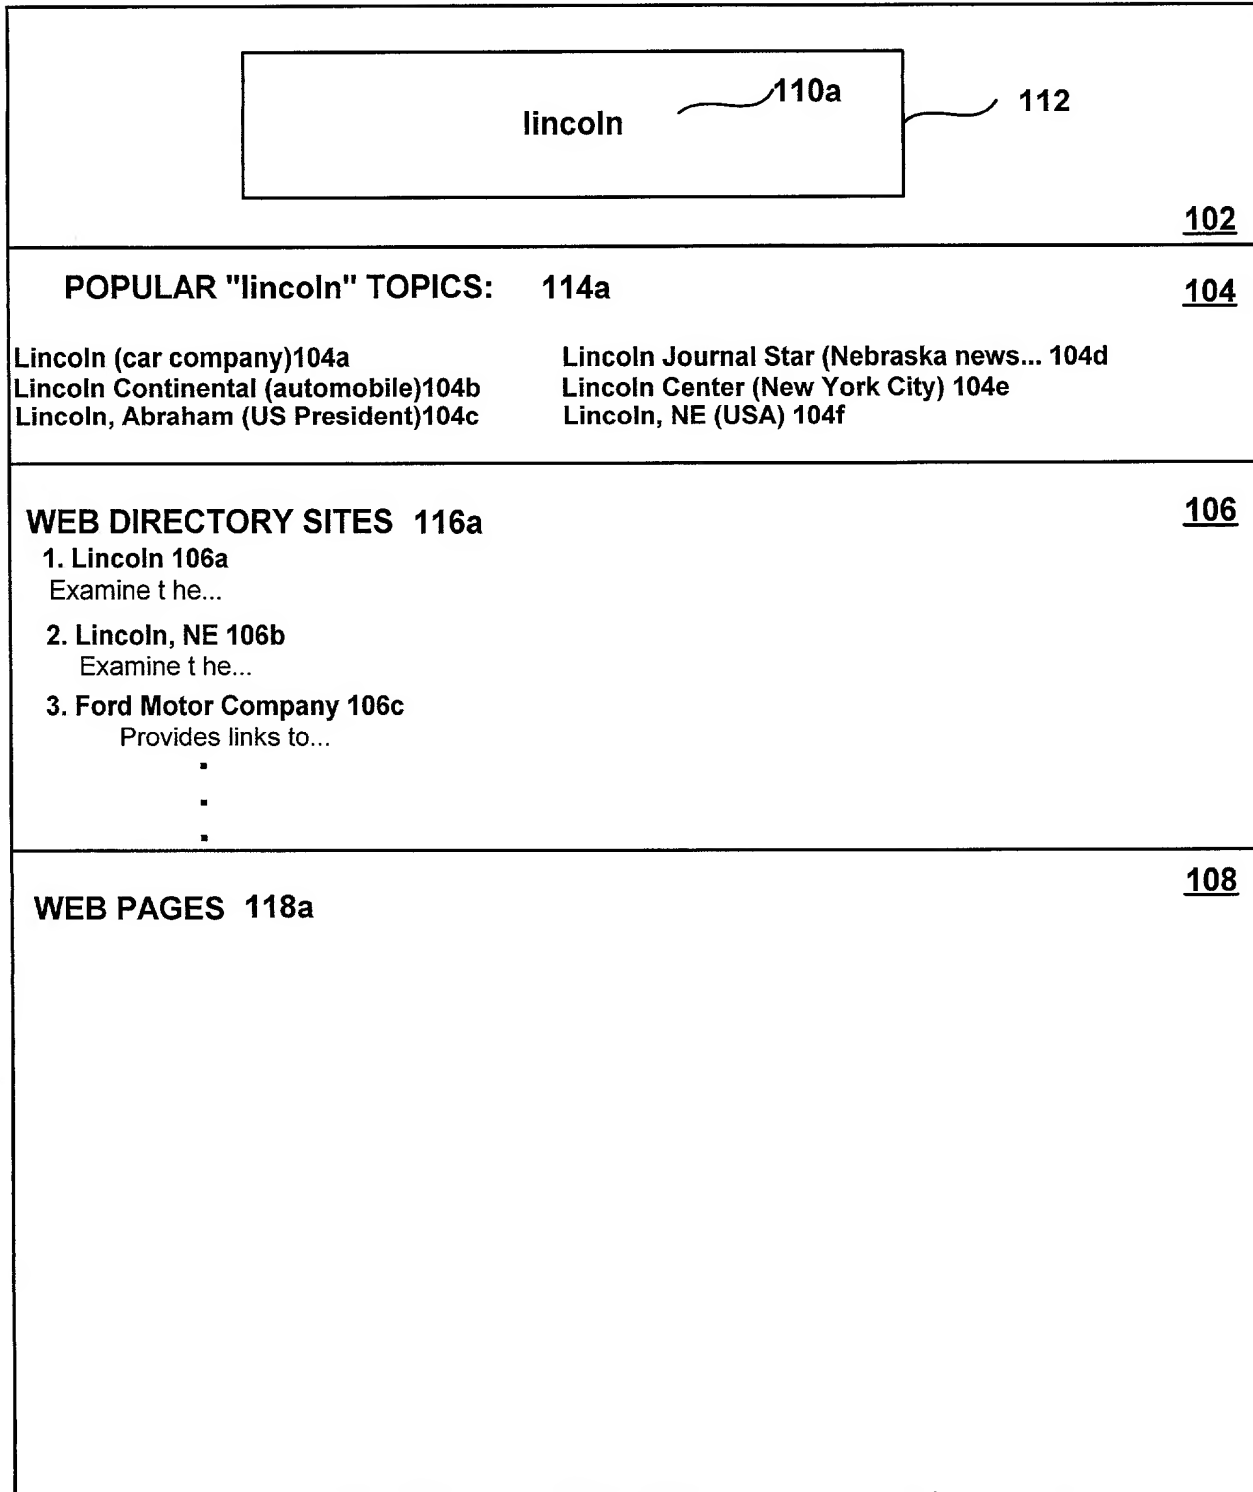 lincoln 110a 112
102
POPULAR "lincoln" TOPICS: 114a 104
Lincoln (car company)104a Lincoln Journal Star (Nebraska news... 104d
Lincoln Continental (automobile)104b Lincoln Center (New York City) 104e
Lincoln, Abraham (US President)104c Lincoln, NE (USA) 104f
WEB DIRECTORY SITES 116a 106
1. Lincoln 106a
Examine t he...
2. Lincoln, NE 106b
Examine t he...
3. Ford Motor Company 106c
Provides links to...
108
WEB PAGES 118a